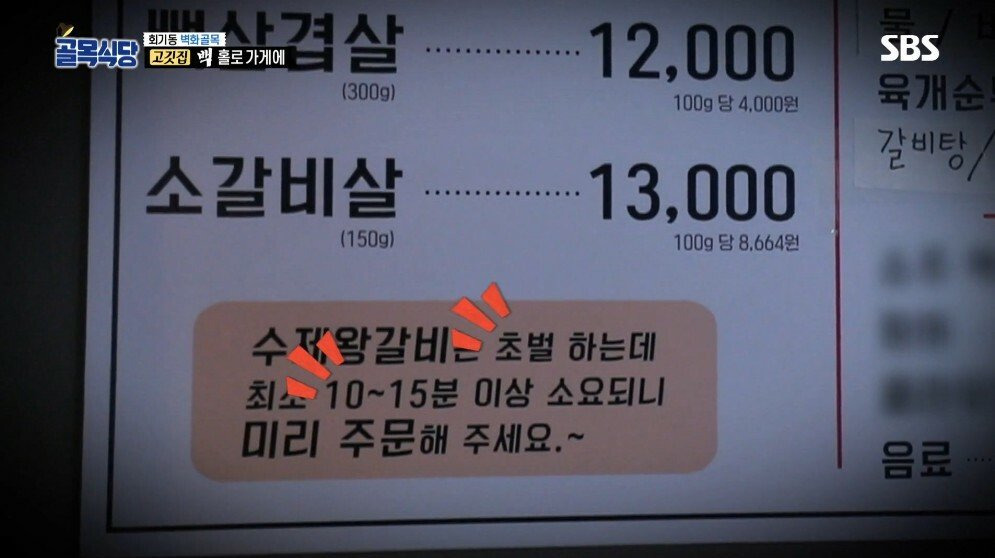 골목식당
회기동 벽화골목
고깃집 백 홀로 가게에
SBS
12,000
(300g)
100g 당 4,000원
소갈비살 ·········· 13,000
(150g)
100g 당 8.664원
수제왕갈비는 초벌 하는데
최소 10~15분 이상 소요되니
미리 주문해 주세요.~
육개
갈비탕 /
음료